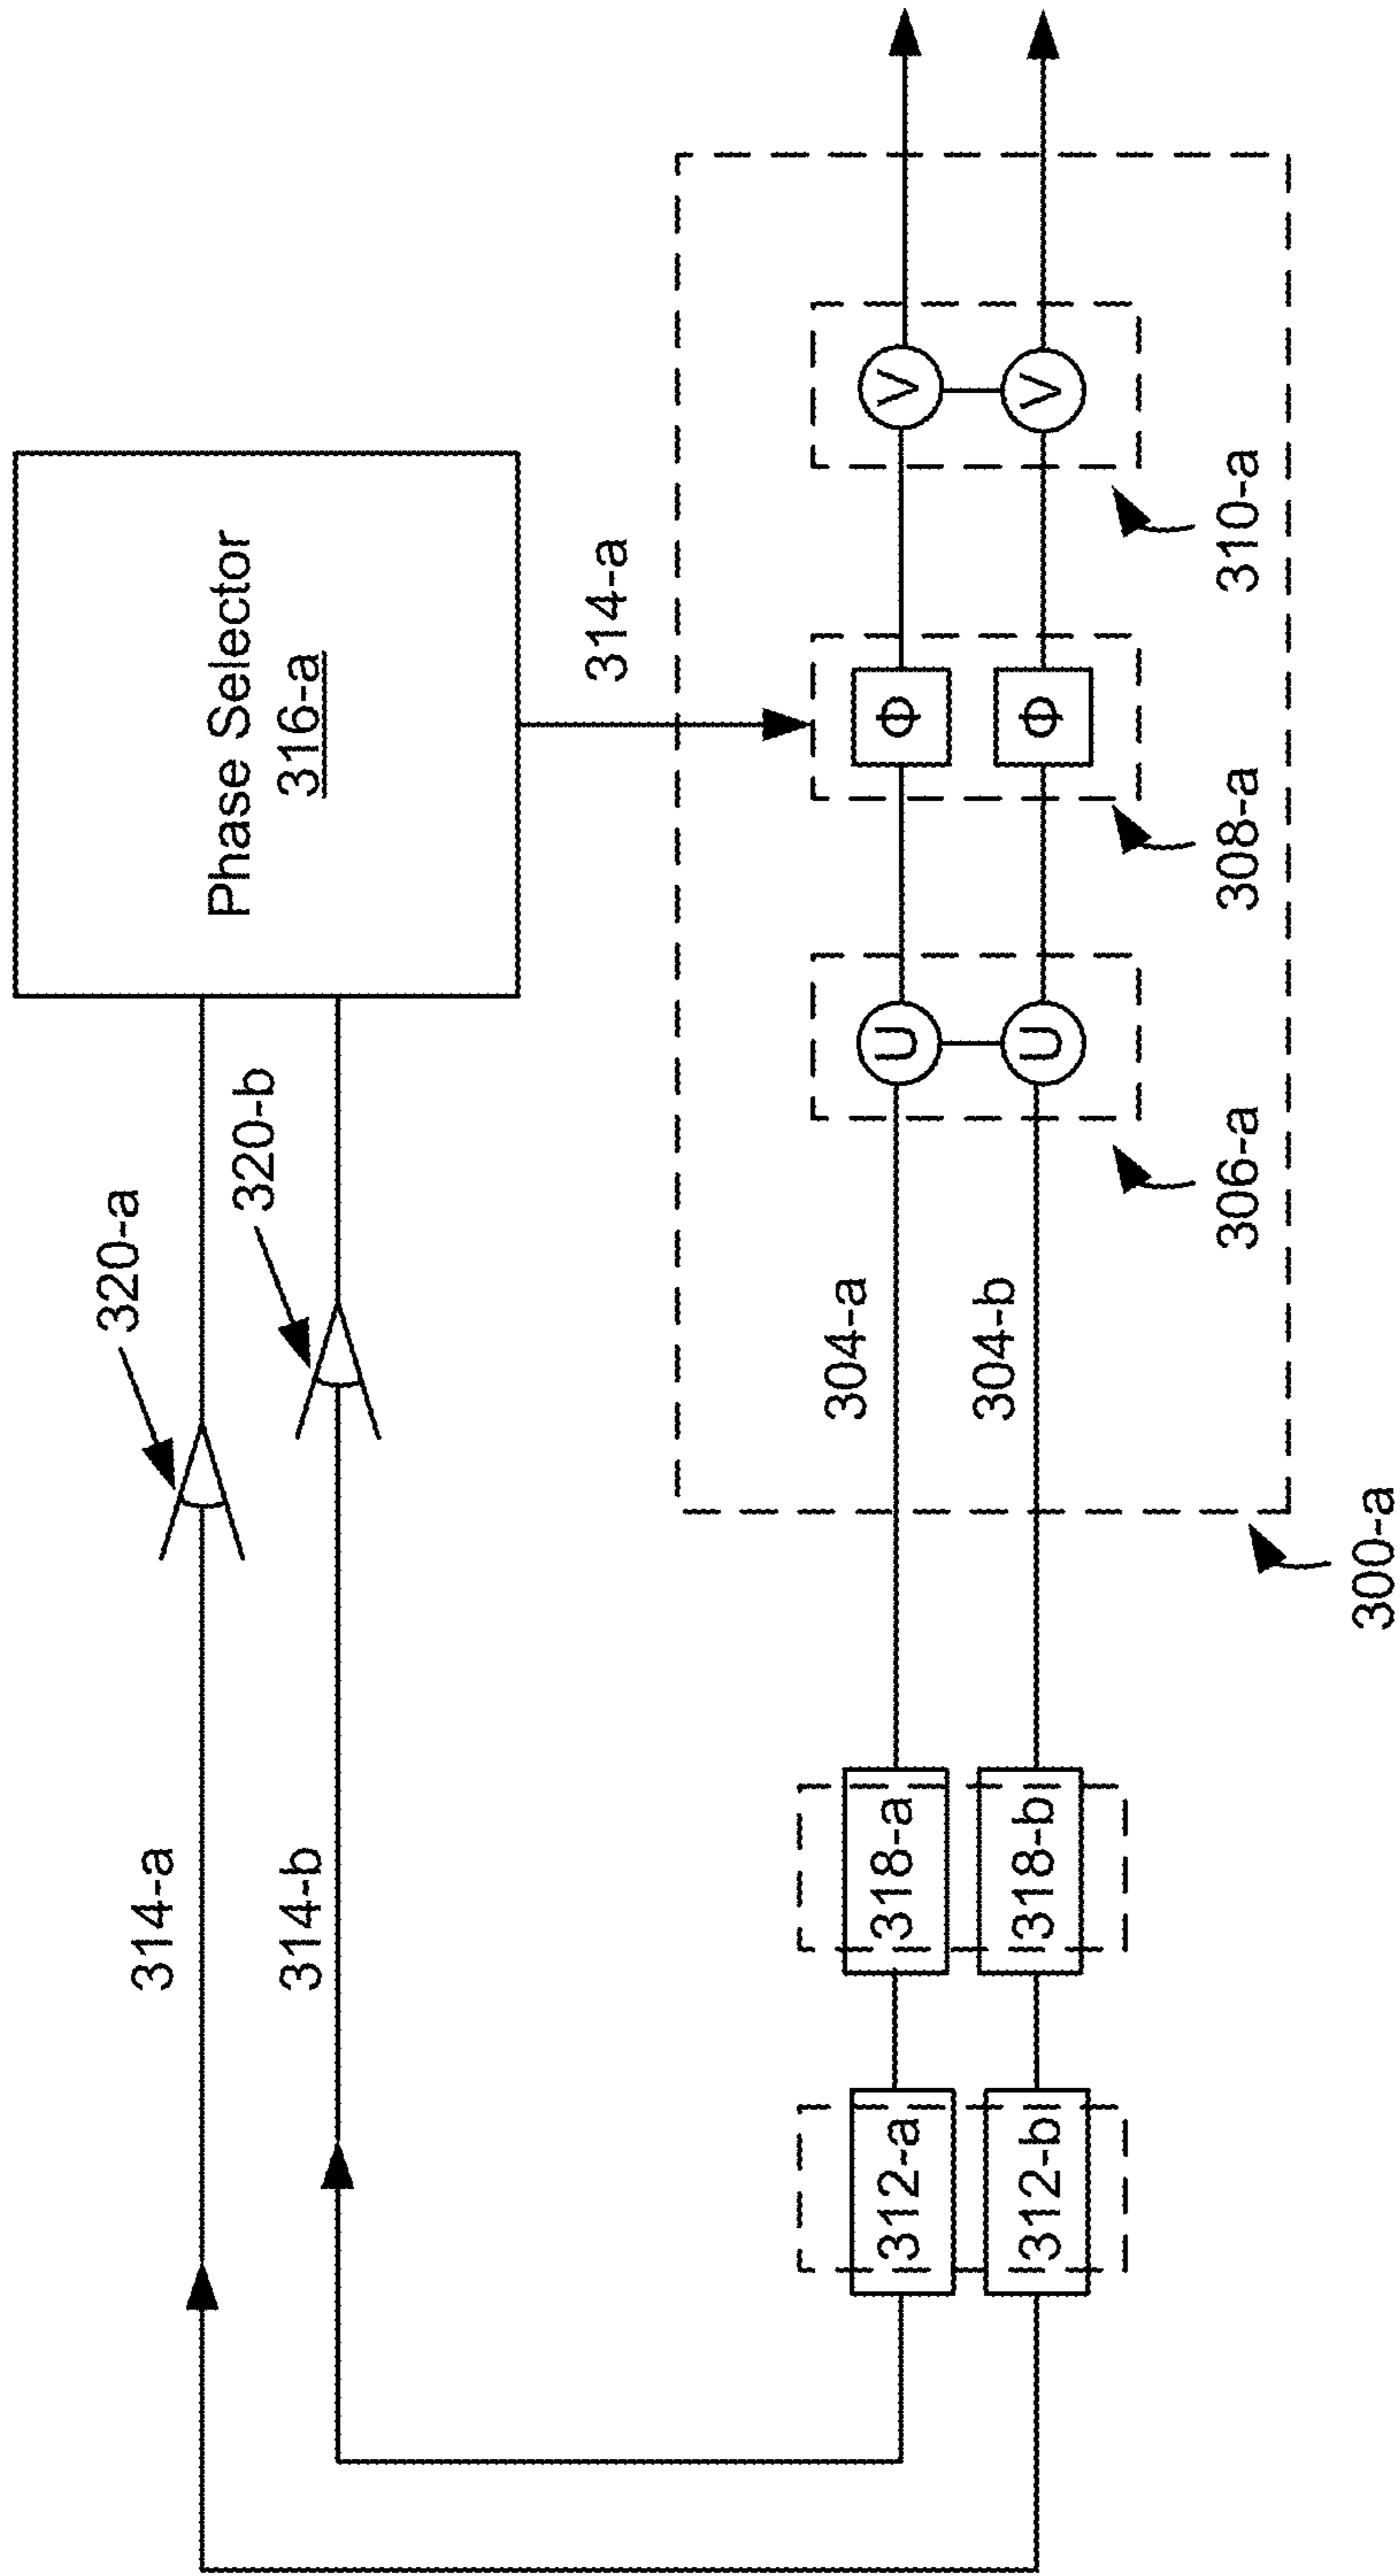 320-a
314-a
Phase Selector
316-a
320-b
314-b
314-a
304-a
312-a
318-a
U
Φ
V
304-b
312-b
318-b
U
Φ
V
306-a
308-a
310-a
300-a